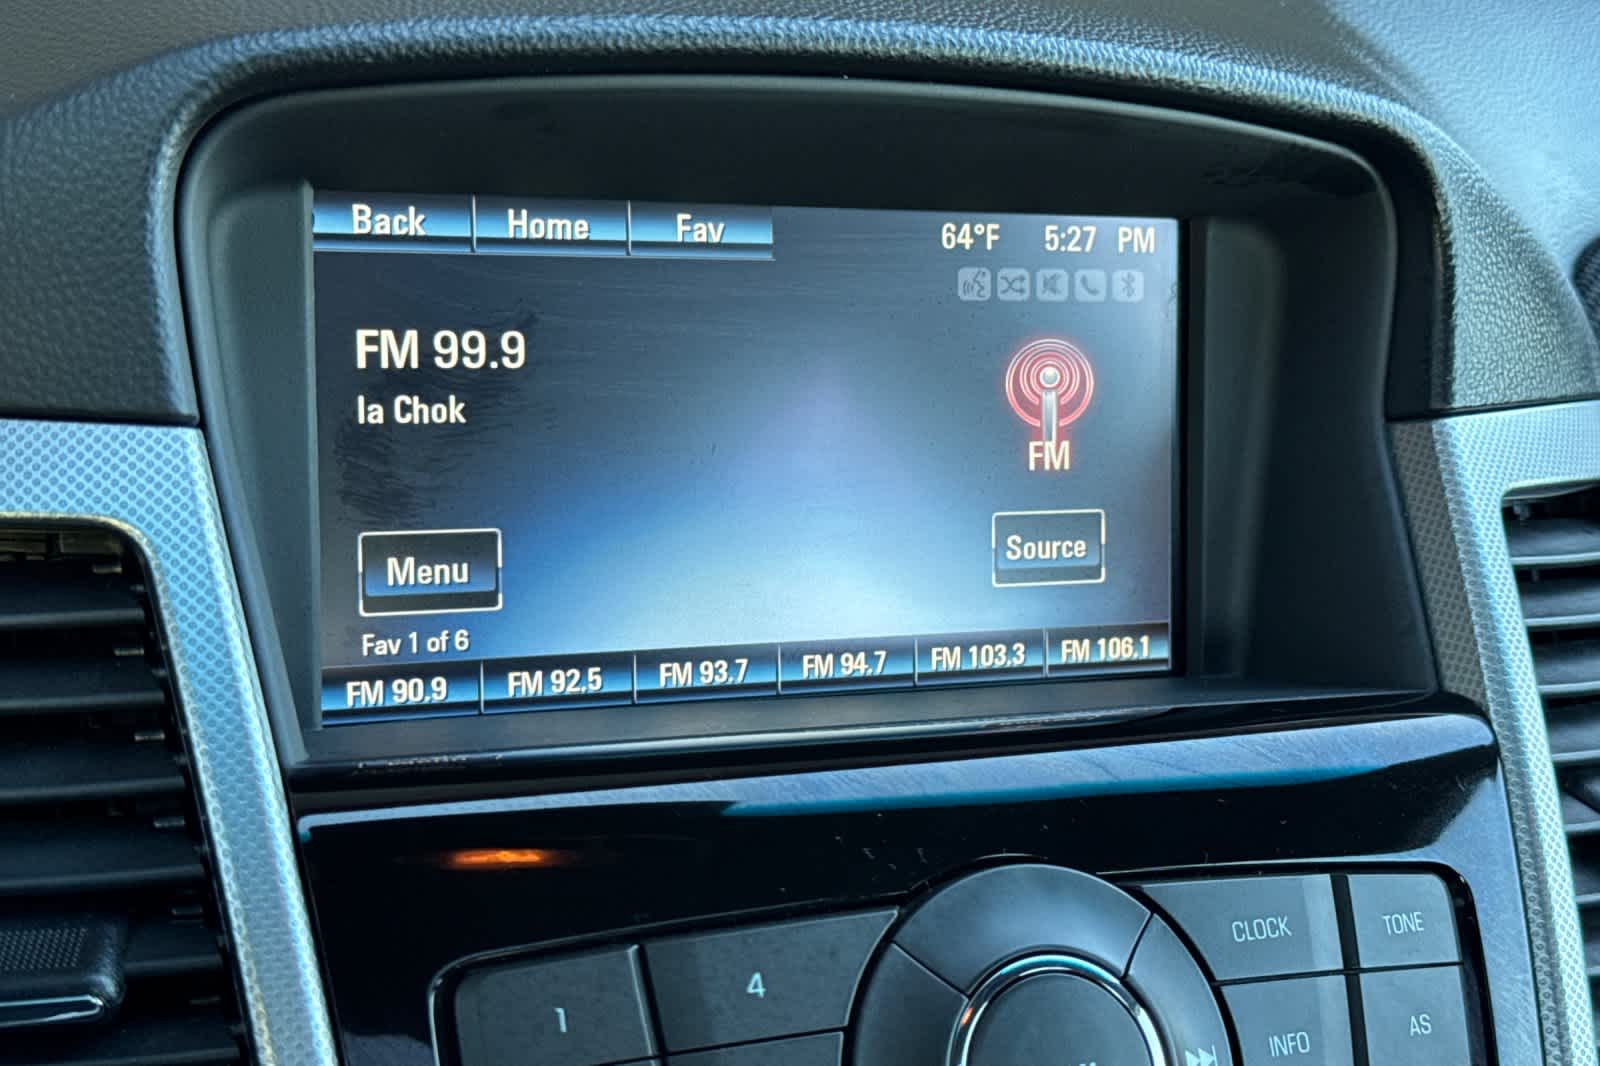 Back Home Fav 64°F 5:27 PM
FM 99.9
la Chok
FM
Menu
Source
Fav 1 of 6
FM 90.9 FM 92.5 FM 93.7 FM 94.7 FM 103.3 FM 106.1
CLOCK TONE
1 4
INFO AS